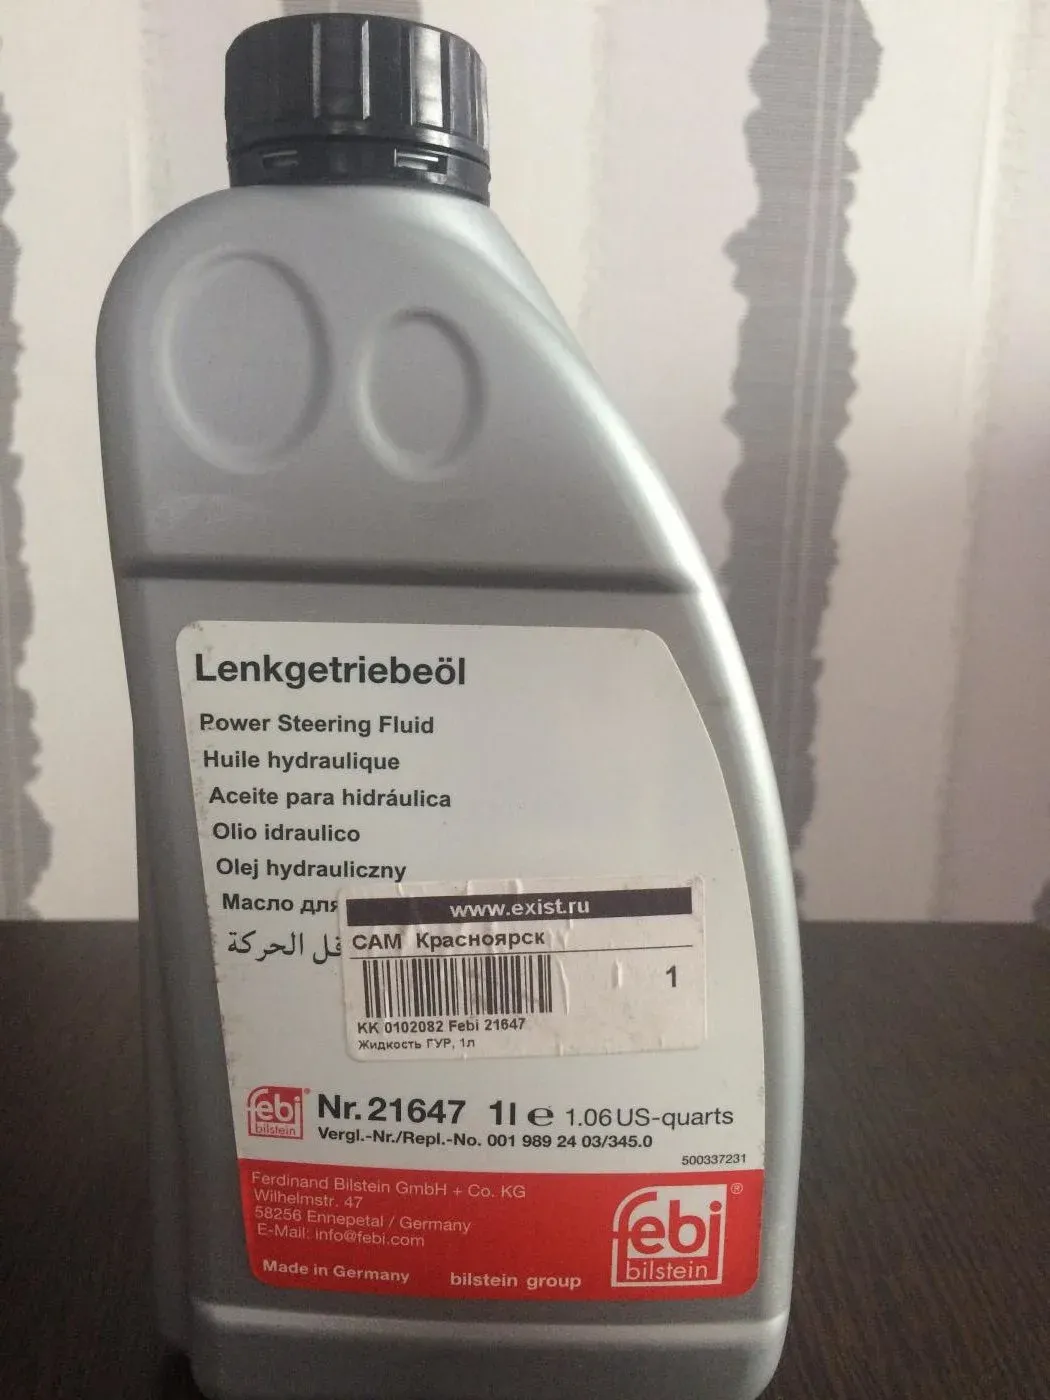 Lenkgetriebeöl
Power Steering Fluid
Huile hydraulique
Aceite para hidráulica
Olio idraulico
Olej hydrauliczny
Масло для
الحركة
www.exist.ru
САМ Красноярск
1
KK 0102082 Febi 21647
Жидкость ГУР, 1л
febi
bilstein
Nr. 21647 1l e 1.06 US-quarts
Vergl.-Nr./Repl.-No. 001 989 24 03/345.0
500337231
Ferdinand Bilstein GmbH + Co. KG
Wilhelmstr. 47
58256 Ennepetal / Germany
E-Mail: info@febi.com
Made in Germany
bilstein group
febi®
bilstein